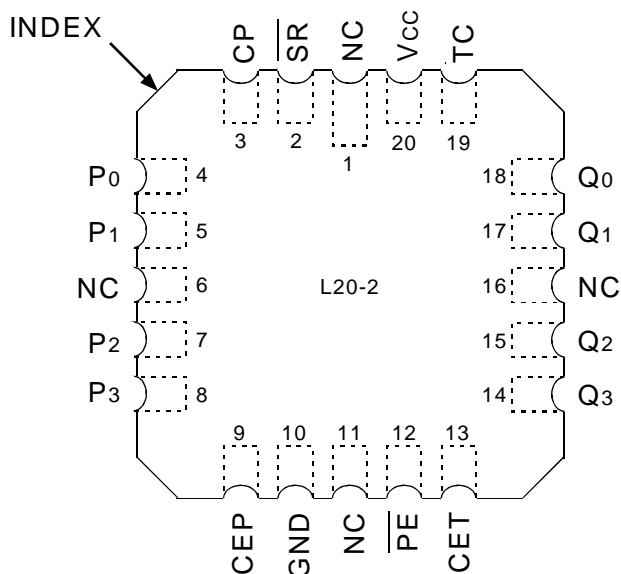 INDEX
CP S̅R̅ NC Vcc TC
3 2 1 20 19
P0 4 18 Q0
P1 5 17 Q1
NC 6 L20-2 16 NC
P2 7 15 Q2
P3 8 14 Q3
9 10 11 12 13
CEP GND NC P̅E̅ CET